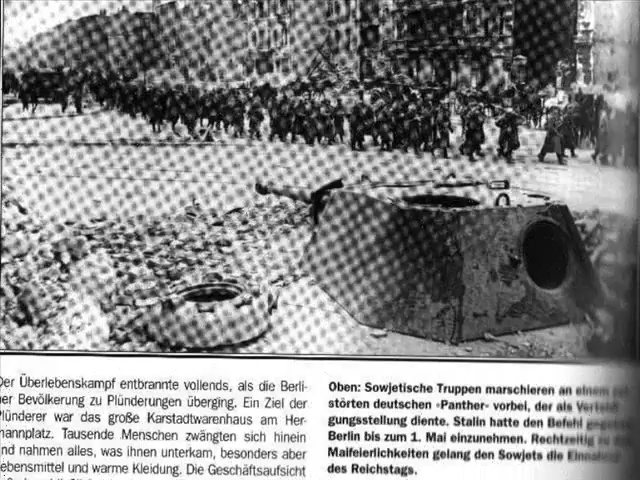 Der Überlebenskampf entbrannte vollends, als die Berli-
ner Bevölkerung zu Plünderungen überging. Ein Ziel der
Plünderer war das große Karstadtwarenhaus am Her-
mannplatz. Tausende Menschen zwängten sich hinein
und nahmen alles, was ihnen unterkam, besonders aber
Lebensmittel und warme Kleidung. Die Geschäftsaufsicht
Oben: Sowjetische Truppen marschieren an einem
störten deutschen »Panther« vorbei, der als Verteid
gungsstellung diente. Stalin hatte den Befehl
Berlin bis zum 1. Mai einzunehmen. Rechtzeitig
Maifeierlichkeiten gelang den Sowjets die Einnahme
des Reichstags.